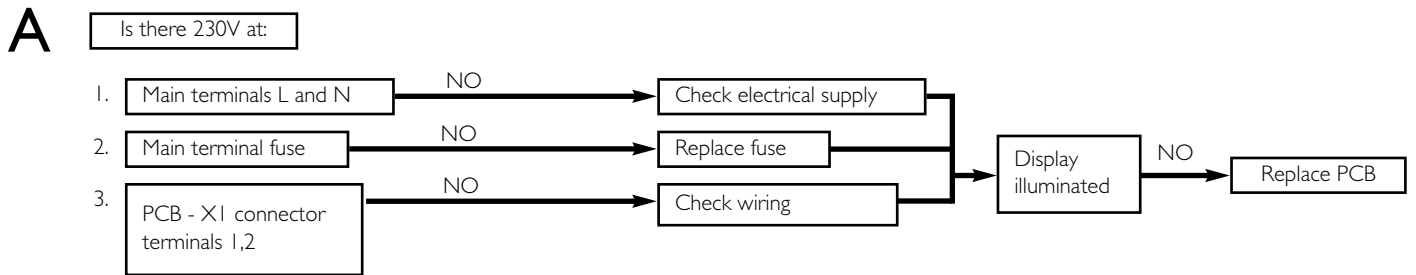 A
Is there 230V at:
1. Main terminals L and N
NO
Check electrical supply
2. Main terminal fuse
NO
Replace fuse
3. PCB - X1 connector
terminals 1,2
NO
Check wiring
Display
illuminated
NO
Replace PCB